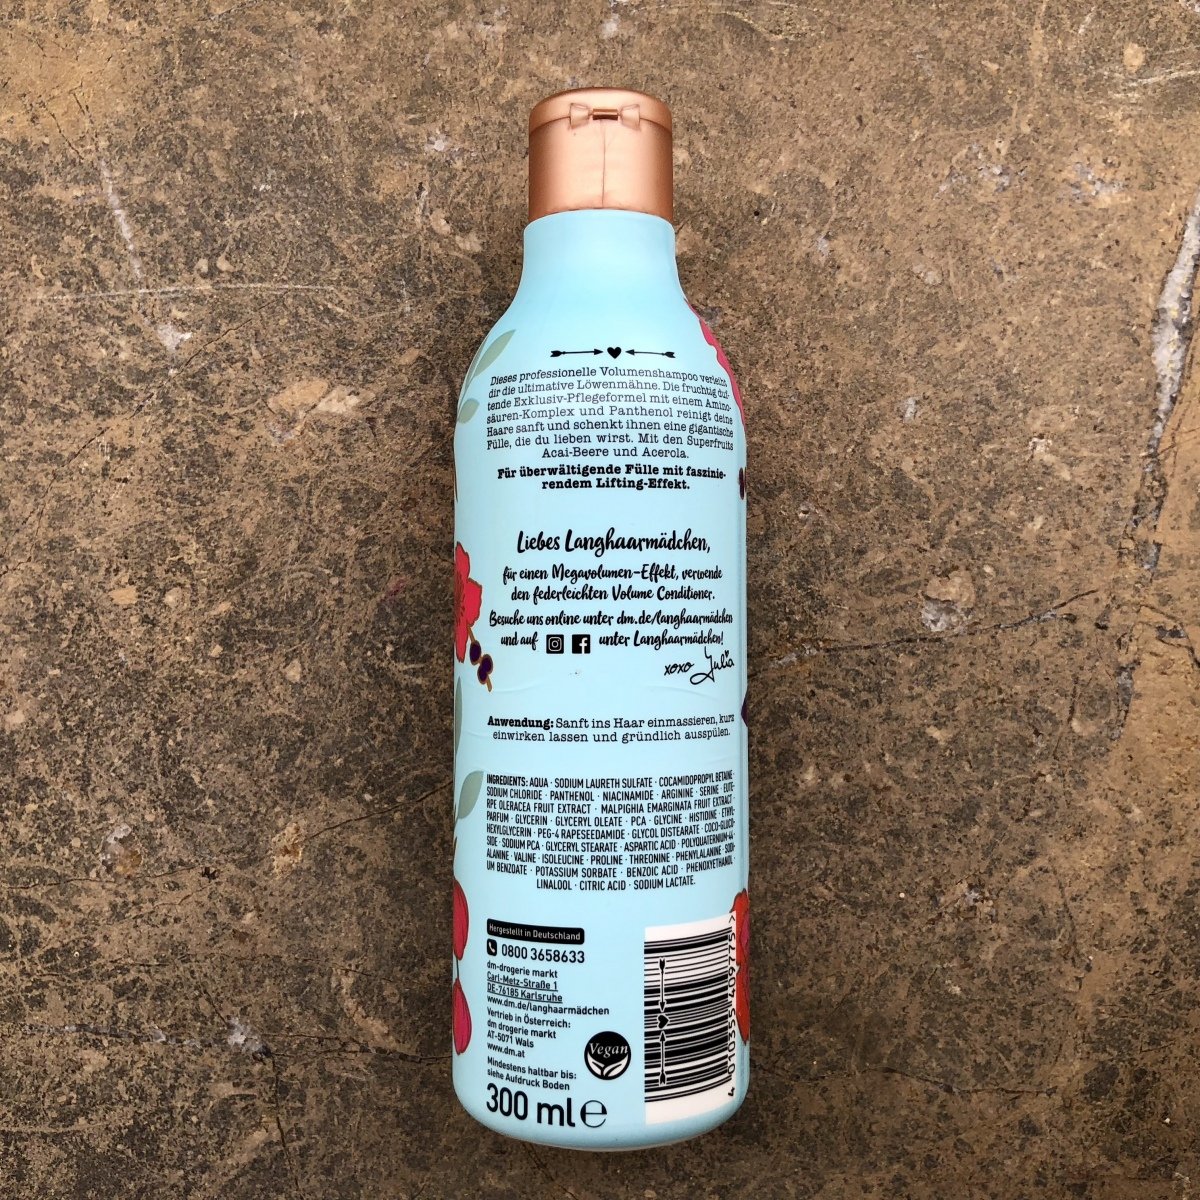 Dieses professionelle Volumenshampoo verleiht
dir die ultimative Löwenmähne. Die fruchtig duf-
tende Exklusiv-Pflegeformel mit einem Amino-
säuren-Komplex und Panthenol reinigt deine
Haare sanft und schenkt ihnen eine gigantische
Fülle, die du lieben wirst. Mit den Superfruits
Acai-Beere und Acerola.
Für überwältigende Fülle mit faszinie-
rendem Lifting-Effekt.
Liebes Langhaarmädchen,
für einen Megavolumen-Effekt, verwende
den federleichten Volume Conditioner.
Besuche uns online unter dm.de/langhaarmädchen
und auf unter Langhaarmädchen!
xoxo Julia
Anwendung: Sanft ins Haar einmassieren, kurz
einwirken lassen und gründlich ausspülen.
INGREDIENTS: AQUA · SODIUM LAURETH SULFATE · COCAMIDOPROPYL BETAINE ·
SODIUM CHLORIDE · PANTHENOL · NIACINAMIDE · ARGININE · SERINE · EUTE-
RPE OLERACEA FRUIT EXTRACT · MALPIGHIA EMARGINATA FRUIT EXTRACT ·
PARFUM · GLYCERIN · GLYCERYL OLEATE · PCA · GLYCINE · HISTIDINE · ETHYL-
HEXYLGLYCERIN · PEG-4 RAPESEEDAMIDE · GLYCOL DISTEARATE · COCO-GLUCO-
SIDE · SODIUM PCA · GLYCERYL STEARATE · ASPARTIC ACID · POLYQUATERNIUM-44 ·
ALANINE · VALINE · ISOLEUCINE · PROLINE · THREONINE · PHENYLALANINE · SODI-
UM BENZOATE · POTASSIUM SORBATE · BENZOIC ACID · PHENOXYETHANOL ·
LINALOOL · CITRIC ACID · SODIUM LACTATE.
Hergestellt in Deutschland
0800 3658633
dm-drogerie markt
Carl-Metz-Straße 1
DE-76185 Karlsruhe
www.dm.de/langhaarmädchen
Vertrieb in Österreich:
dm drogerie markt
AT-5071 Wals
www.dm.at
Mindestens haltbar bis:
siehe Aufdruck Boden
300 ml e
Vegan
4 010355 409775 >